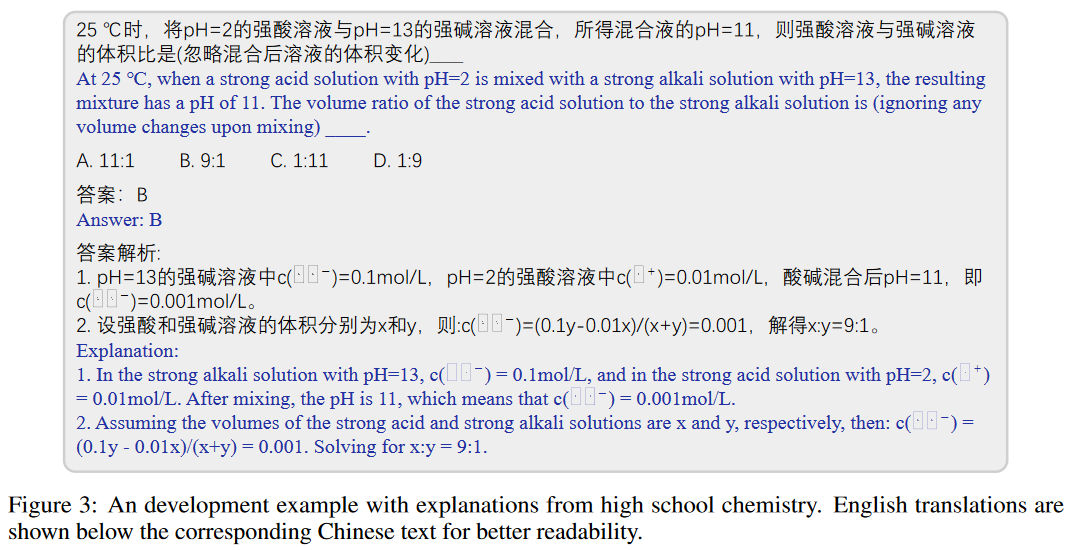 25 ℃时，将pH=2的强酸溶液与pH=13的强碱溶液混合，所得混合液的pH=11，则强酸溶液与强碱溶液
的体积比是(忽略混合后溶液的体积变化)____
At 25 °C, when a strong acid solution with pH=2 is mixed with a strong alkali solution with pH=13, the resulting
mixture has a pH of 11. The volume ratio of the strong acid solution to the strong alkali solution is (ignoring any
volume changes upon mixing) ____.
A. 11:1 B. 9:1 C. 1:11 D. 1:9
答案：B
Answer: B
答案解析:
1. pH=13的强碱溶液中c(⍰⍰⁻)=0.1mol/L，pH=2的强酸溶液中c(⍰⁺)=0.01mol/L，酸碱混合后pH=11，即
c(⍰⍰⁻)=0.001mol/L。
2. 设强酸和强碱溶液的体积分别为x和y，则:c(⍰⍰⁻)=(0.1y-0.01x)/(x+y)=0.001，解得x:y=9:1。
Explanation:
1. In the strong alkali solution with pH=13, c(⍰⍰⁻) = 0.1mol/L, and in the strong acid solution with pH=2, c(⍰⁺)
= 0.01mol/L. After mixing, the pH is 11, which means that c(⍰⍰⁻) = 0.001mol/L.
2. Assuming the volumes of the strong acid and strong alkali solutions are x and y, respectively, then: c(⍰⍰⁻) =
(0.1y - 0.01x)/(x+y) = 0.001. Solving for x:y = 9:1.
Figure 3: An development example with explanations from high school chemistry. English translations are
shown below the corresponding Chinese text for better readability.